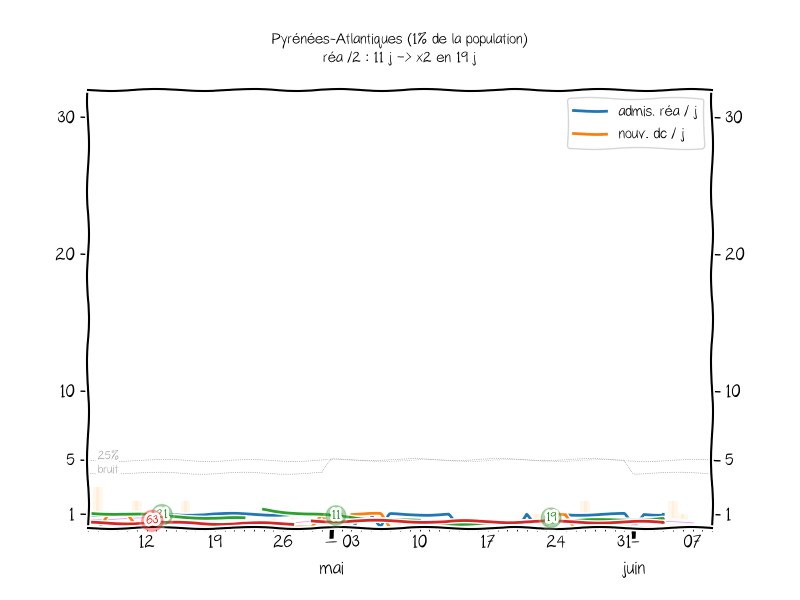 Pyrénées-Atlantiques (1% de la population)
réa /2 : 11 j -> x2 en 19 j
admis. réa / j
nouv. dc / j
30 30
20 20
10 10
5 5
1 1
25%
bruit
63 11 19
12 19 26 03 10 17 24 31 07
mai juin